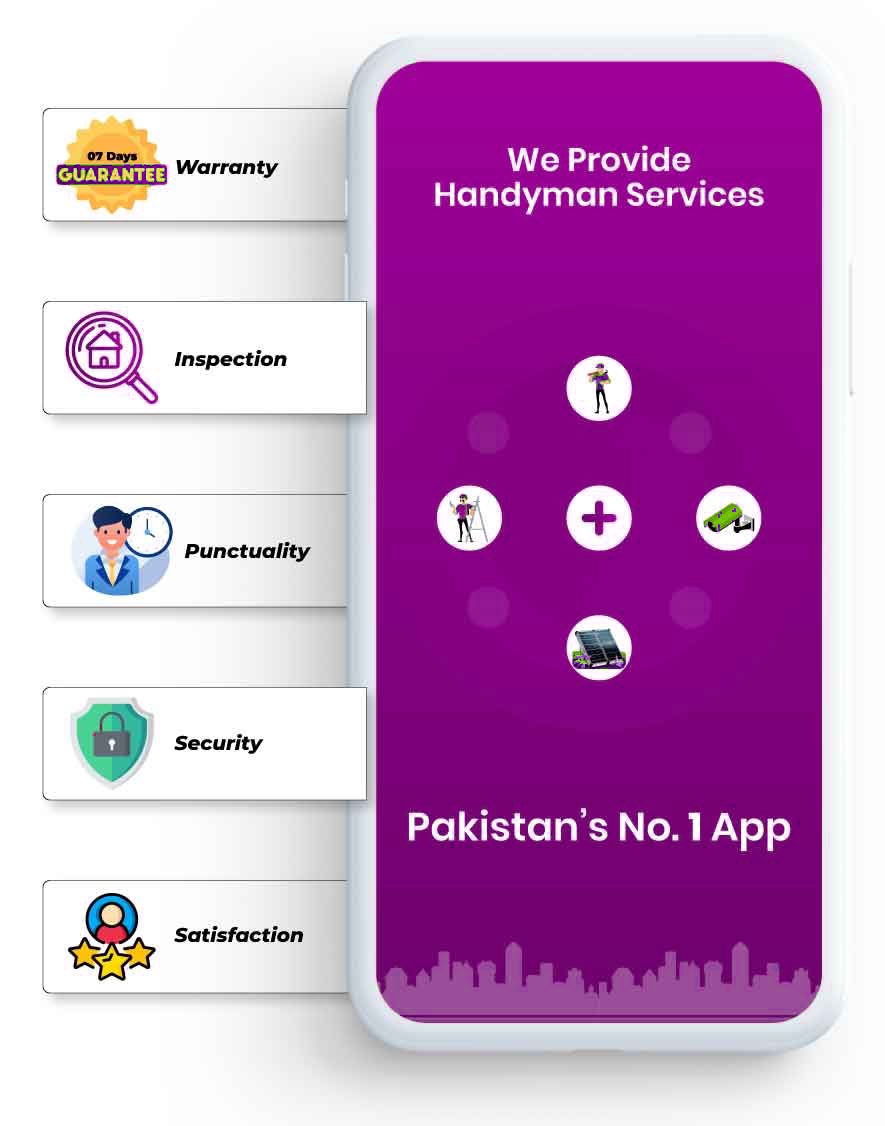 07 Days
GUARANTEE
Warranty
Inspection
Punctuality
Security
Satisfaction
We Provide
Handyman Services
Pakistan's No. 1 App